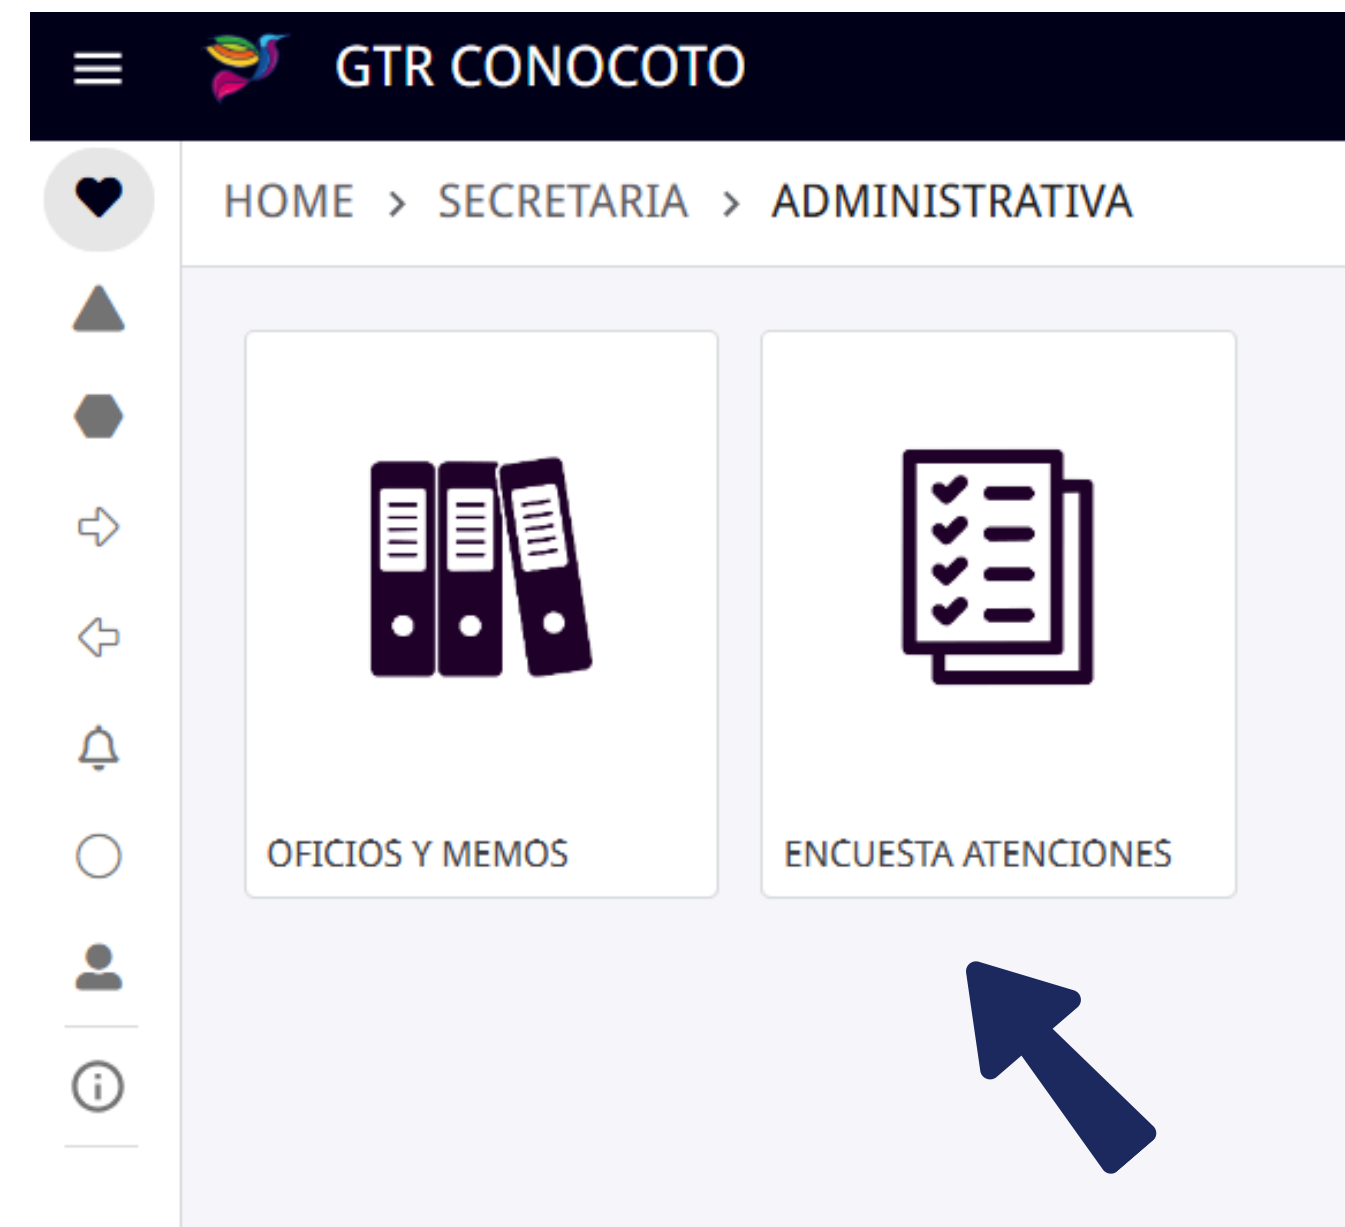 GTR CONOCOTO
HOME > SECRETARIA > ADMINISTRATIVA
OFICIOS Y MEMOS
ENCUESTA ATENCIONES